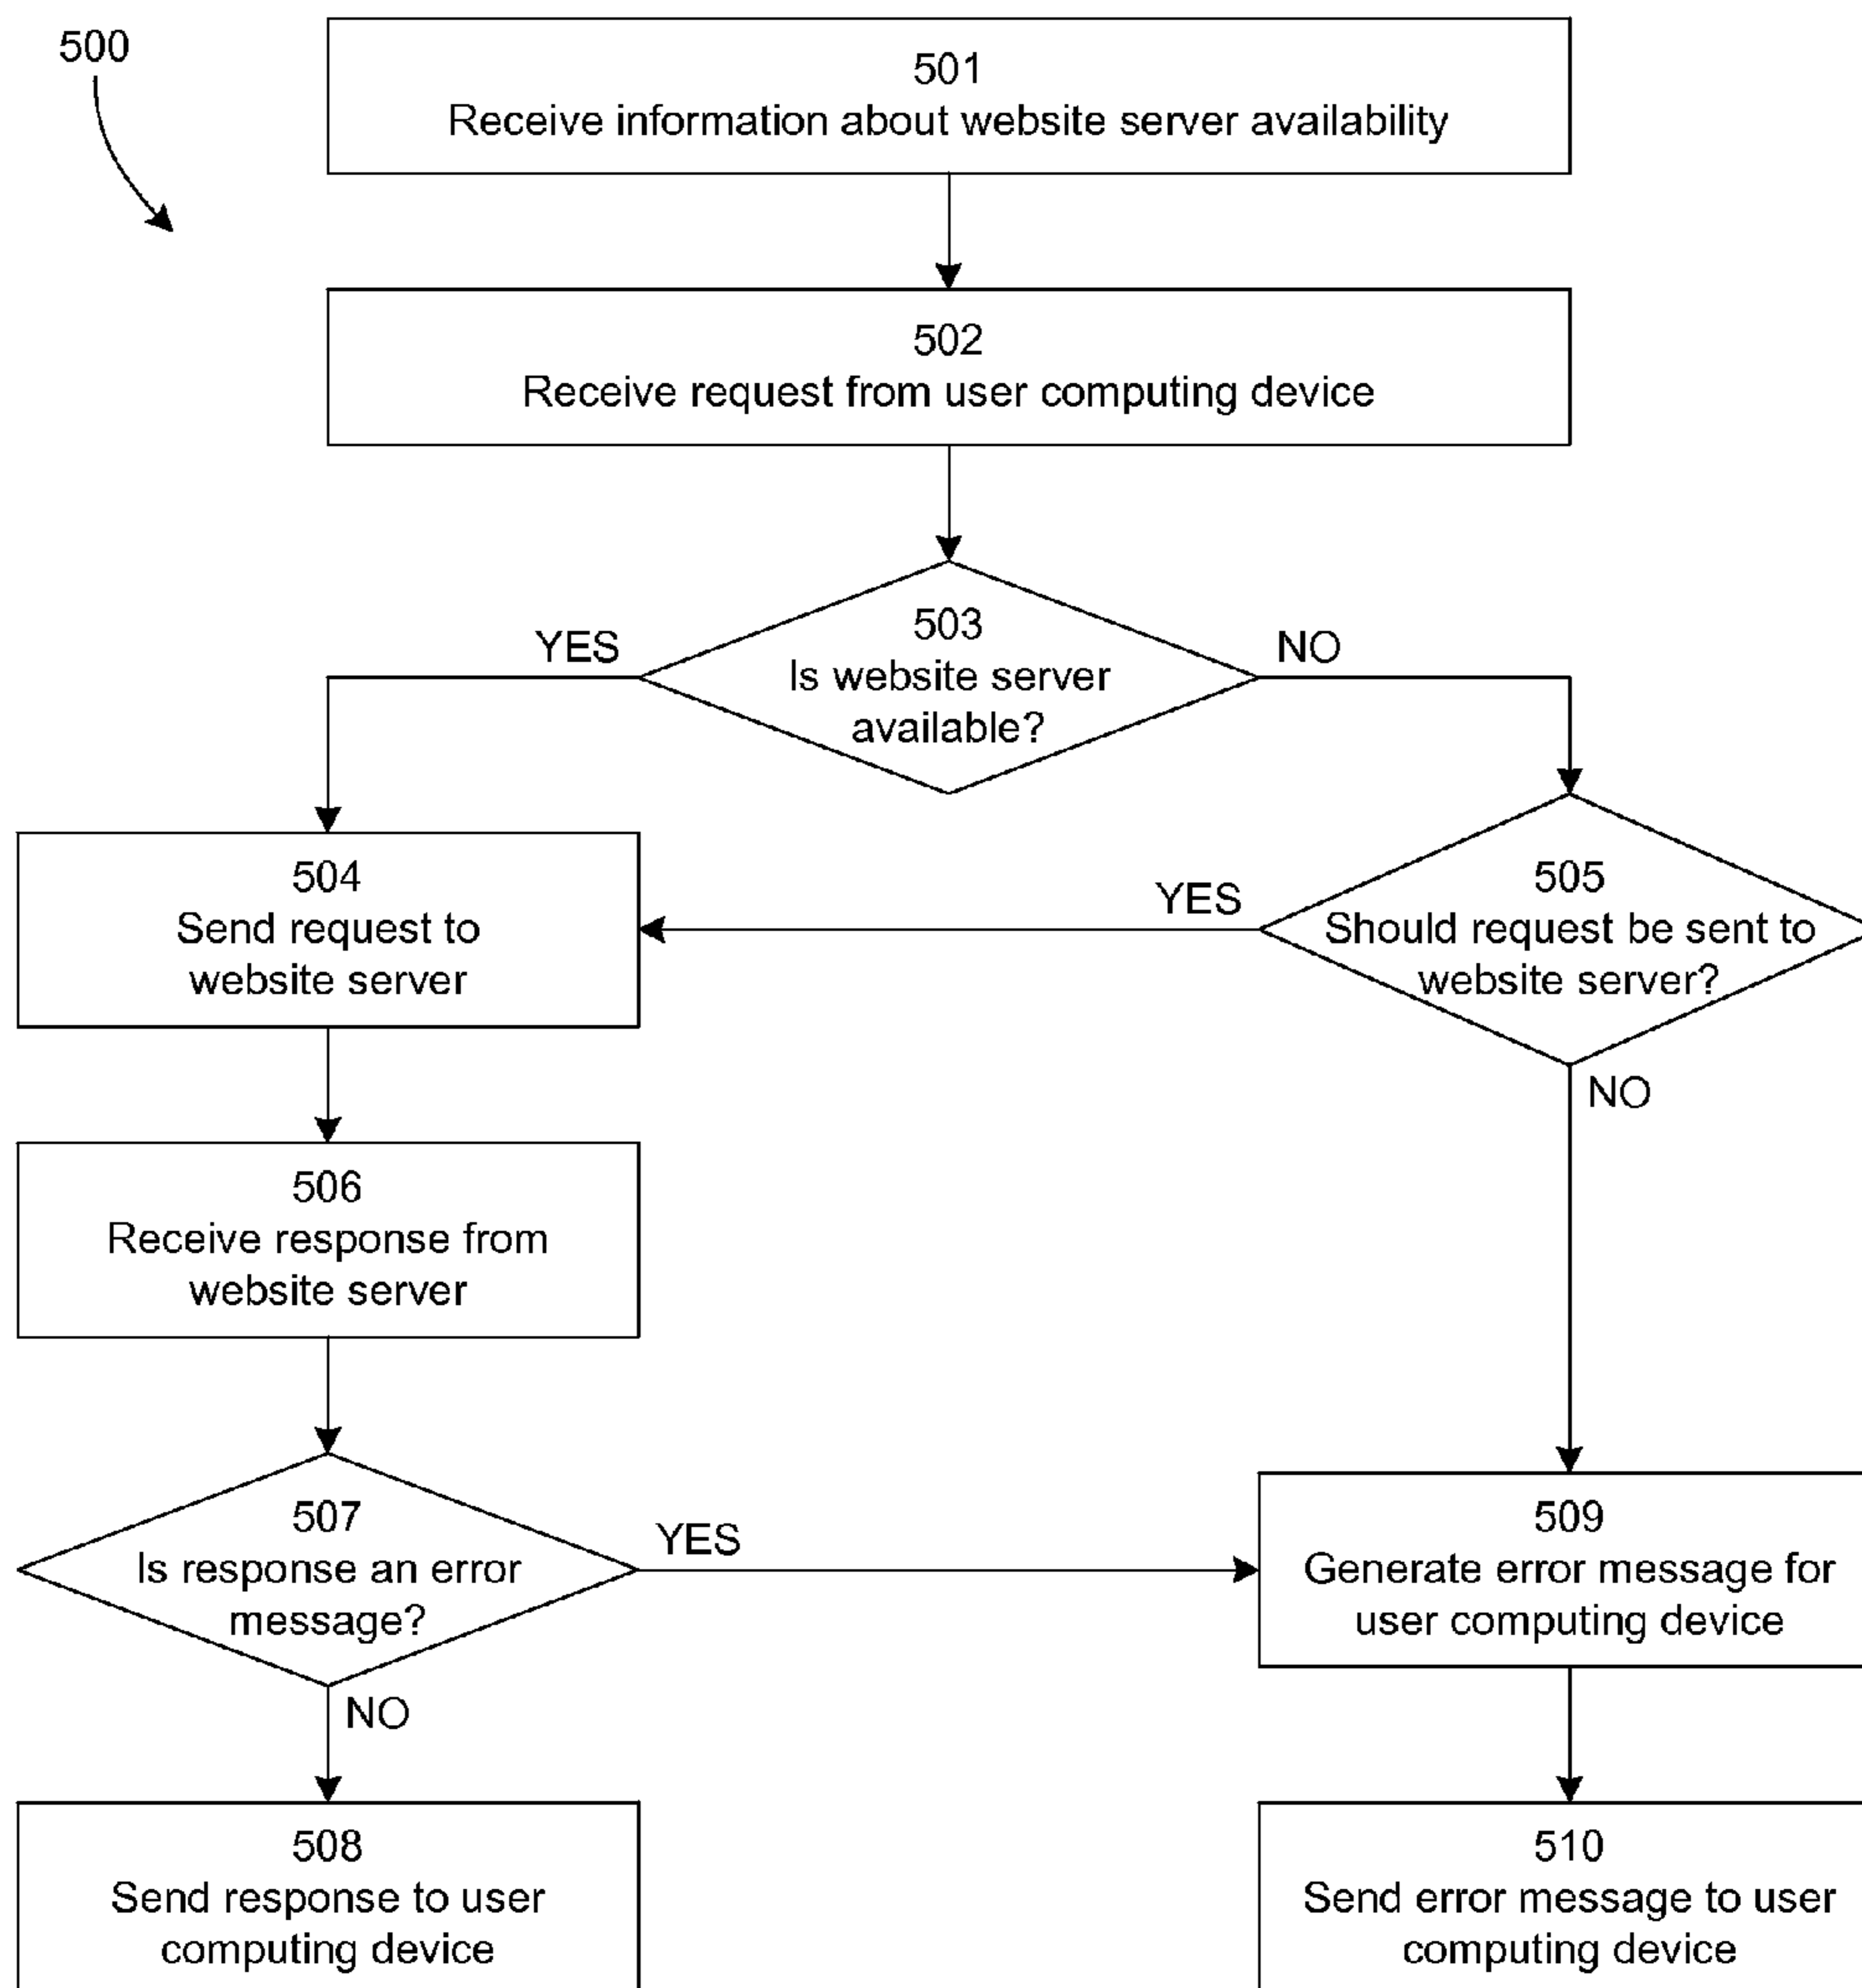 500
501
Receive information about website server availability
502
Receive request from user computing device
503
Is website server
available?
YES
NO
504
Send request to
website server
YES
505
Should request be sent to
website server?
NO
506
Receive response from
website server
507
Is response an error
message?
YES
NO
509
Generate error message for
user computing device
508
Send response to user
computing device
510
Send error message to user
computing device